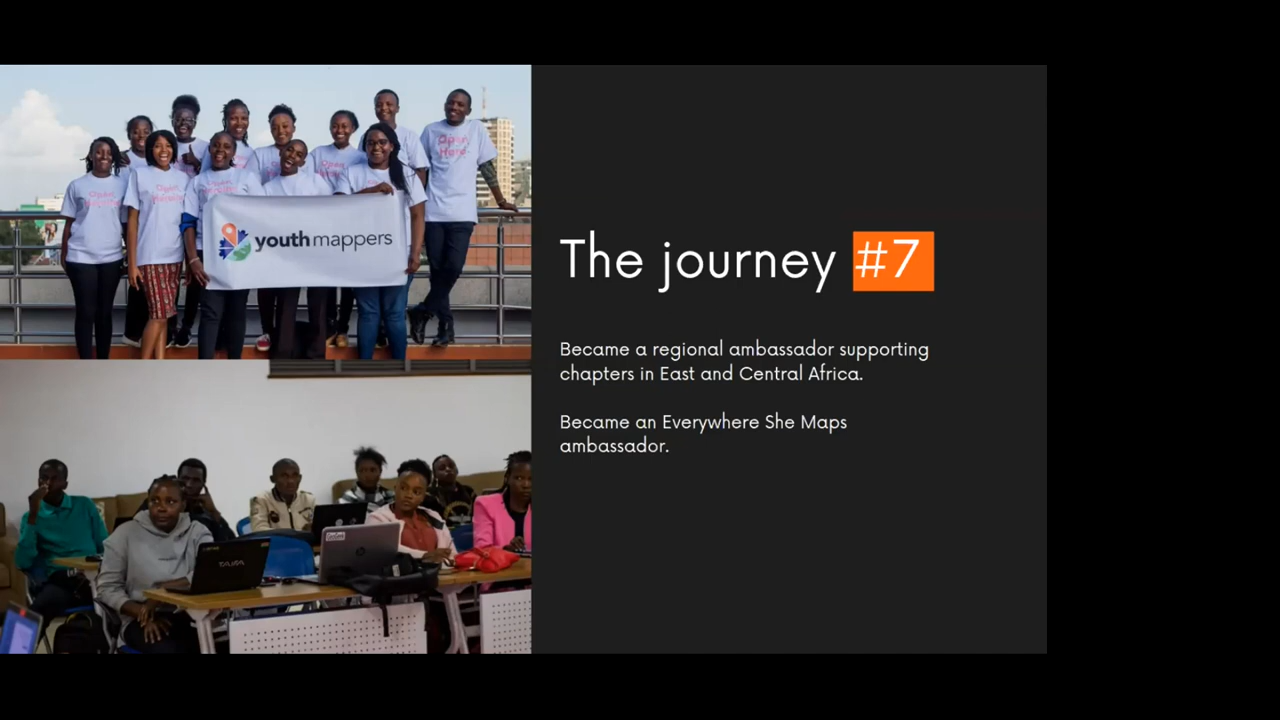 youthmappers
The journey #7
Became a regional ambassador supporting
chapters in East and Central Africa.
Became an Everywhere She Maps
ambassador.